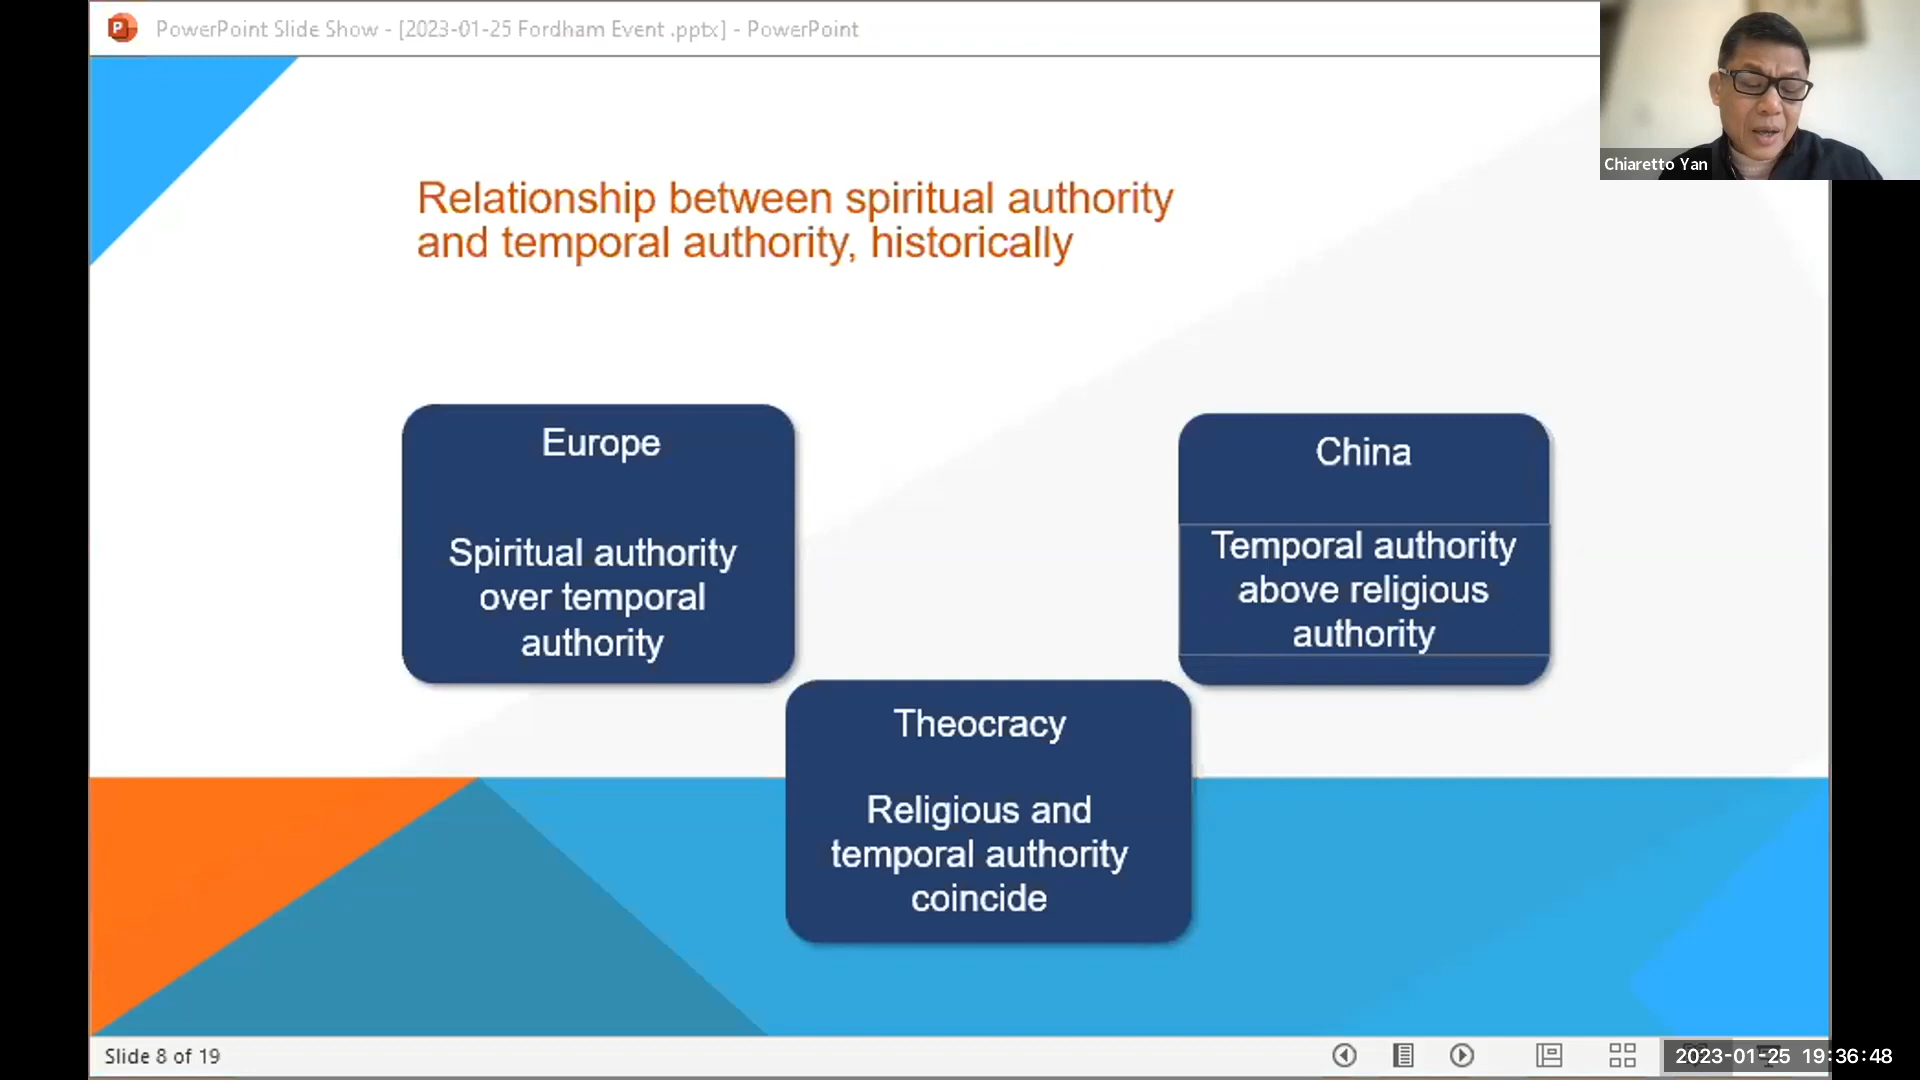 PowerPoint Slide Show - [2023-01-25 Fordham Event .pptx] - PowerPoint
Chiaretto Yan
Relationship between spiritual authority
and temporal authority, historically
Europe
Spiritual authority
over temporal
authority
China
Temporal authority
above religious
authority
Theocracy
Religious and
temporal authority
coincide
Slide 8 of 19
2023-01-25 19:36:48